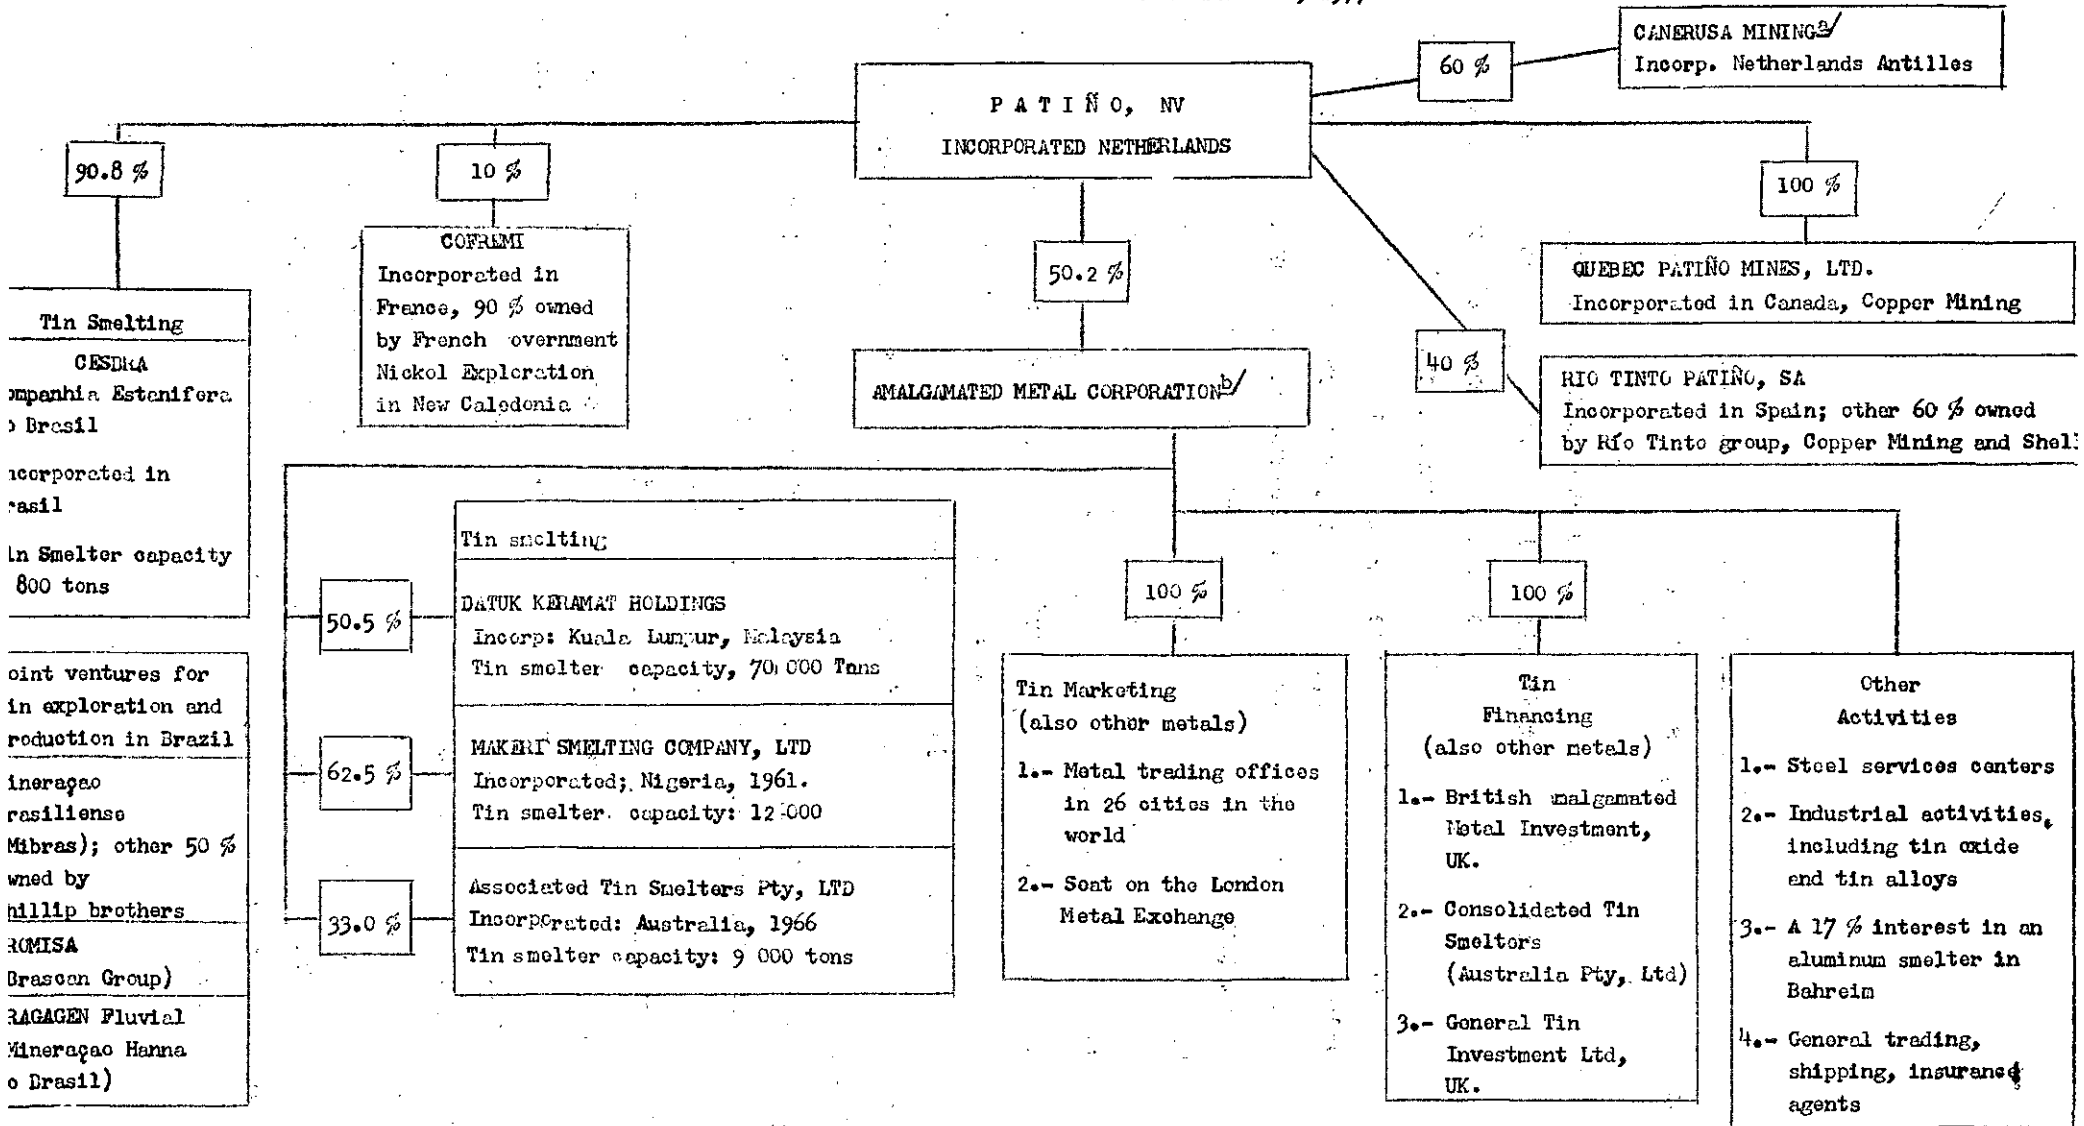 CANERUSA MINING a/
Incorp. Netherlands Antilles
60 %
P A T I Ñ O, NV
INCORPORATED NETHERLANDS
90.8 %
10 %
100 %
COFREMI
Incorporated in
France, 90 % owned
by French overnment
Nickol Exploration
in New Caledonia
50.2 %
QUEBEC PATIÑO MINES, LTD.
Incorporated in Canada, Copper Mining
40 %
RIO TINTO PATIÑO, SA
Incorporated in Spain; other 60 % owned
by Río Tinto group, Copper Mining and Shell
AMALGAMATED METAL CORPORATION b/
Tin Smelting
CESBRA
ompanhia Estanifera
o Brasil
ncorporated in
rasil
in Smelter capacity
800 tons
oint ventures for
in exploration and
roduction in Brazil
ineraçao
rasiliense
Mibras); other 50 %
wned by
hillip brothers
ROMISA
Brascan Group)
RAGAGEN Fluvial
Mineraçao Hanna
o Brasil)
Tin smelting
50.5 %
DATUK KERAMAT HOLDINGS
Incorp: Kuala Lumpur, Malaysia
Tin smelter capacity, 70 000 Tons
62.5 %
MAKERI SMELTING COMPANY, LTD
Incorporated; Nigeria, 1961.
Tin smelter. capacity: 12 000
33.0 %
Associated Tin Smelters Pty, LTD
Incorporated: Australia, 1966
Tin smelter capacity: 9 000 tons
100 %
Tin Marketing
(also other metals)
1.- Metal trading offices
in 26 cities in the
world
2.- Seat on the London
Metal Exchange
100 %
Tin
Financing
(also other metals)
1.- British malgamated
Metal Investment,
UK.
2.- Consolidated Tin
Smelters
(Australia Pty, Ltd)
3.- General Tin
Investment Ltd,
UK.
Other
Activities
1.- Steel services centers
2.- Industrial activities,
including tin oxide
and tin alloys
3.- A 17 % interest in an
aluminum smelter in
Bahreim
4.- General trading,
shipping, insurance
agents